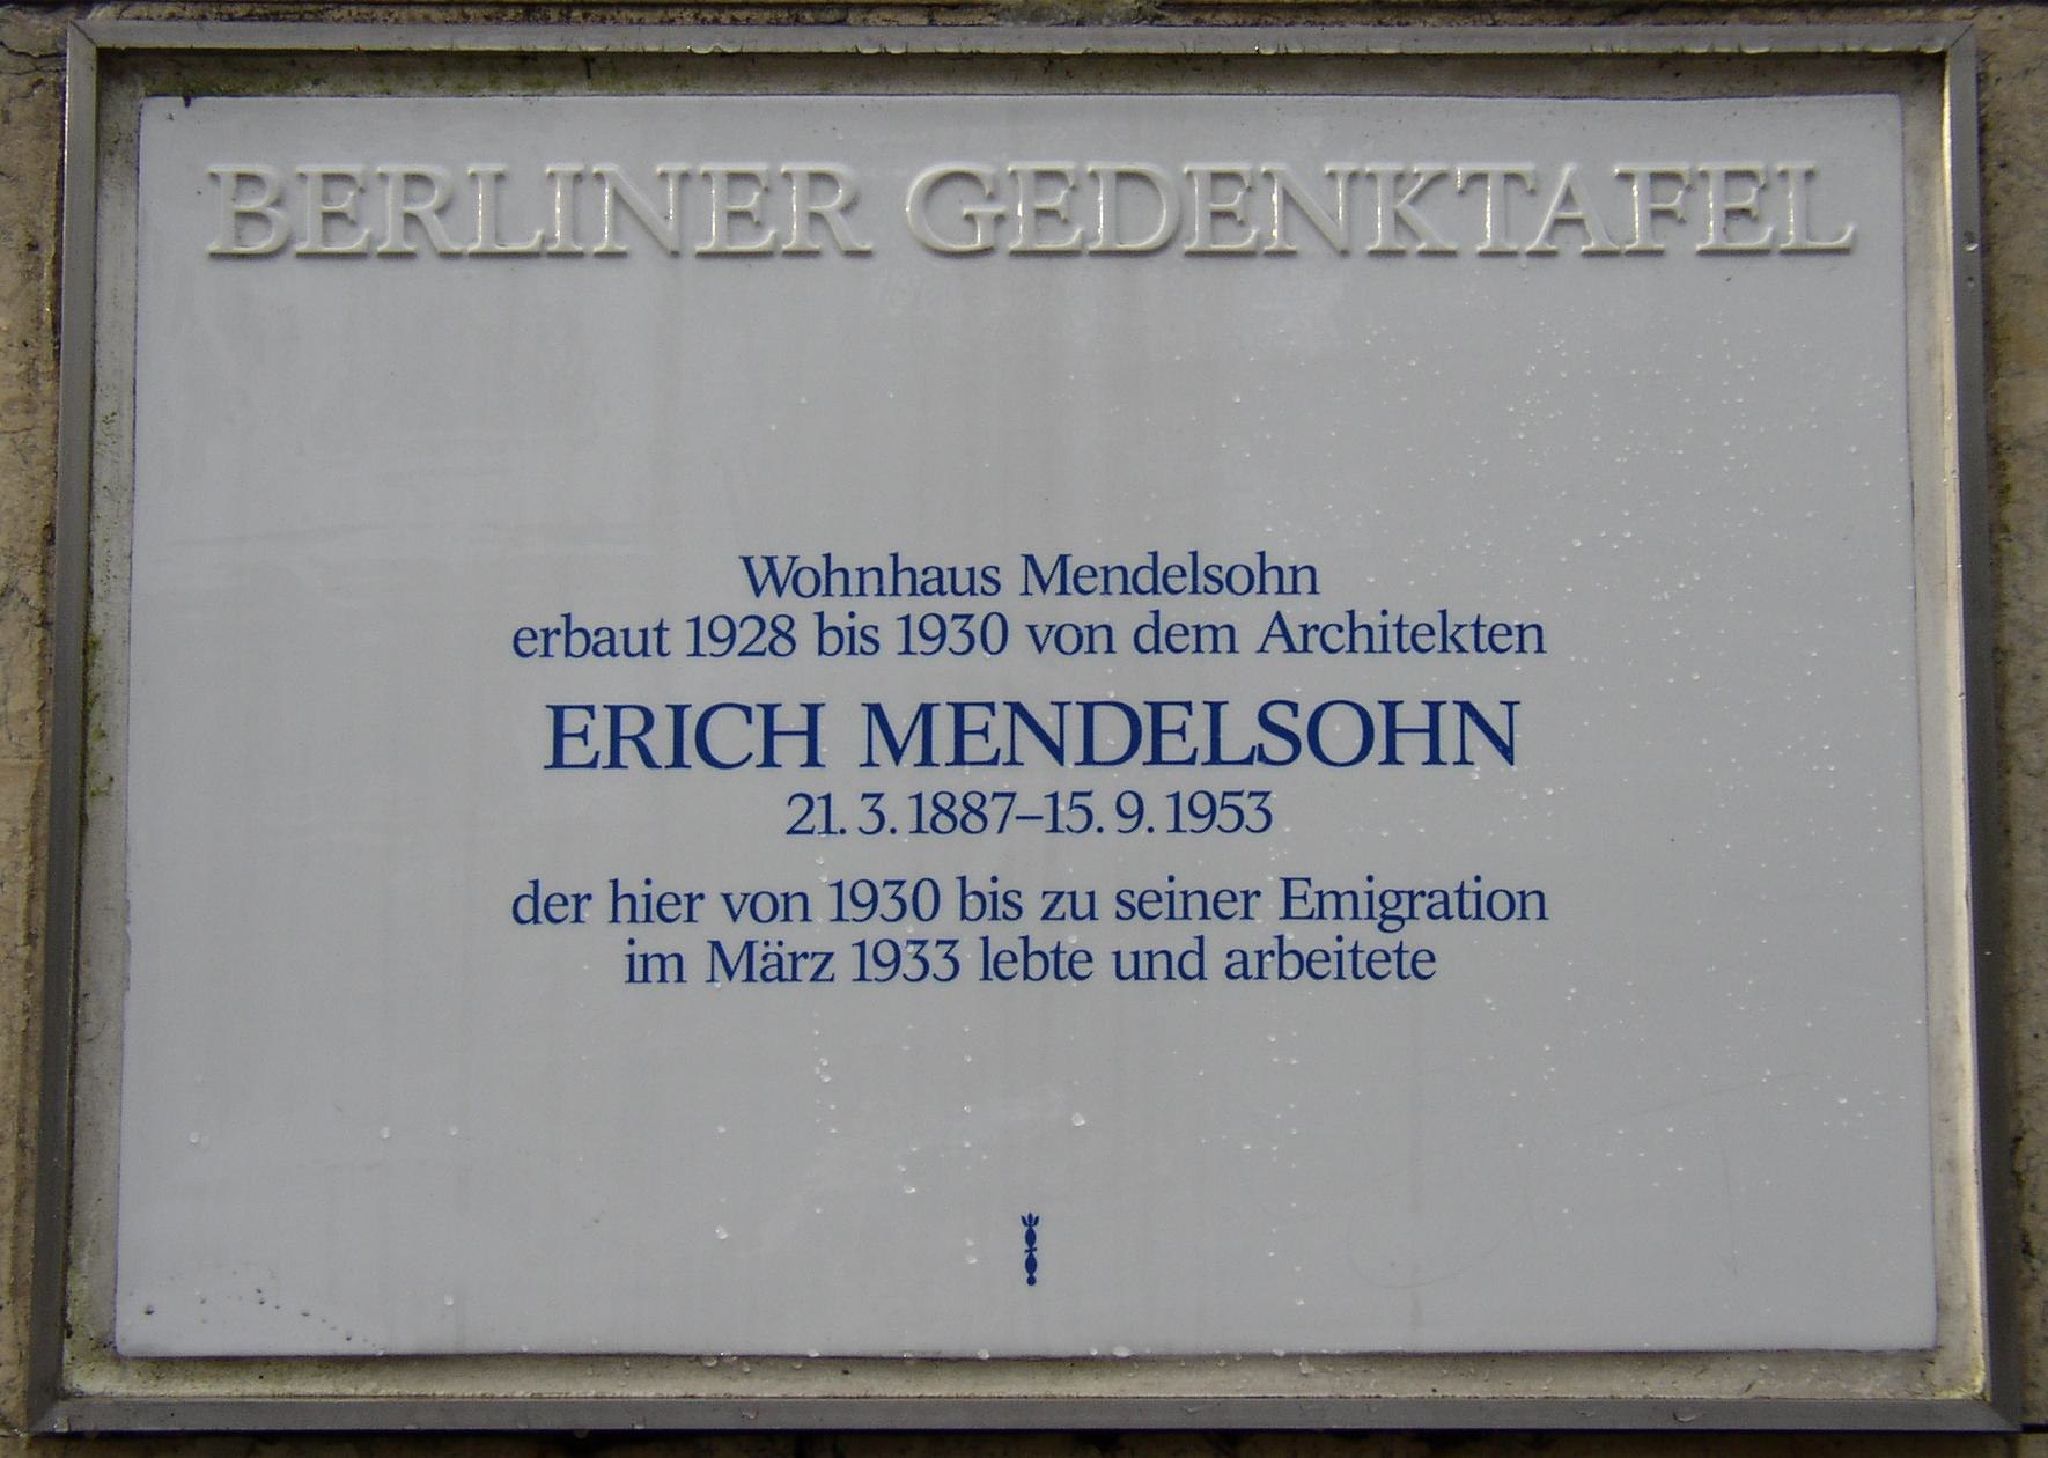 BERLINER GEDENKTAFEL
Wohnhaus Mendelsohn
erbaut 1928 bis 1930 von dem Architekten
ERICH MENDELSOHN
21. 3. 1887–15. 9. 1953
der hier von 1930 bis zu seiner Emigration
im März 1933 lebte und arbeitete